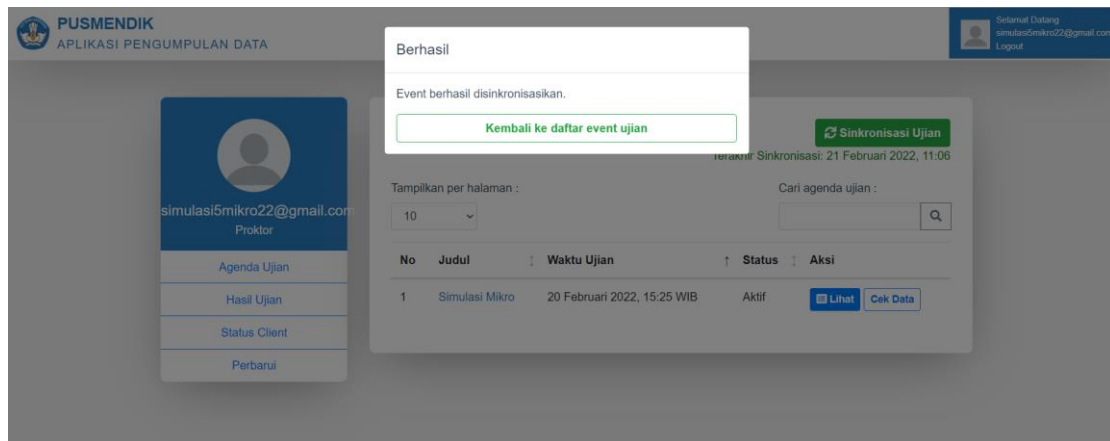 PUSMENDIK
APLIKASI PENGUMPULAN DATA
Selamat Datang
simulasi5mikro22@gmail.com
Logout
Berhasil
Event berhasil disinkronisasikan.
Kembali ke daftar event ujian
Sinkronisasi Ujian
Terakhir Sinkronisasi: 21 Februari 2022, 11:06
simulasi5mikro22@gmail.com
Proktor
Agenda Ujian
Hasil Ujian
Status Client
Perbarui
Tampilkan per halaman :
Cari agenda ujian :
10
No Judul Waktu Ujian Status Aksi
1 Simulasi Mikro 20 Februari 2022, 15:25 WIB Aktif Lihat Cek Data